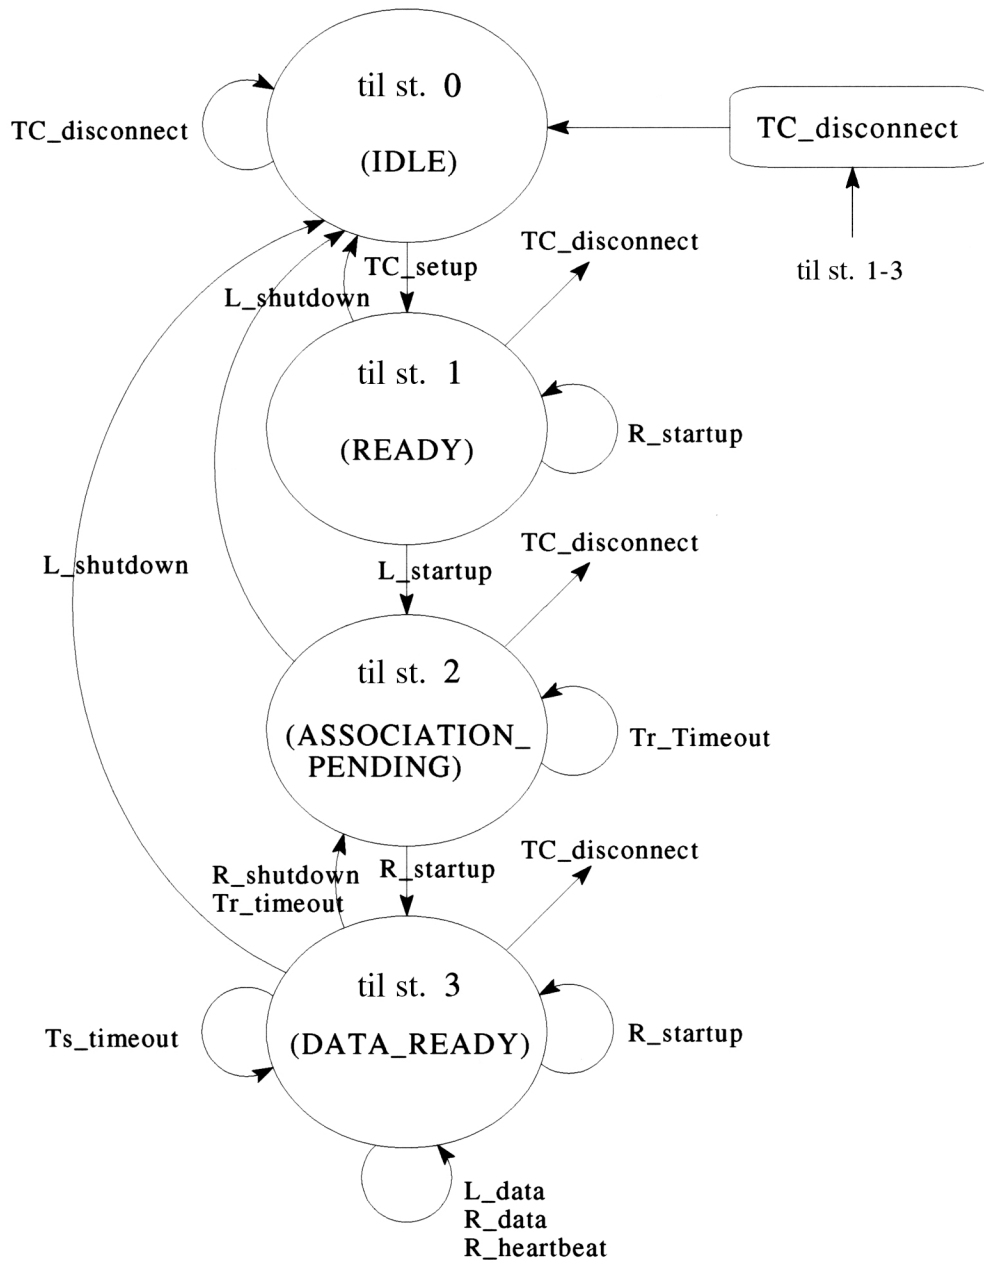 til st. 0
(IDLE)
TC_disconnect
TC_disconnect
til st. 1-3
TC_disconnect
TC_setup
L_shutdown
til st. 1
(READY)
R_startup
TC_disconnect
L_shutdown
L_startup
til st. 2
(ASSOCIATION_
PENDING)
Tr_Timeout
TC_disconnect
R_shutdown
Tr_timeout
R_startup
til st. 3
(DATA_READY)
Ts_timeout
R_startup
L_data
R_data
R_heartbeat